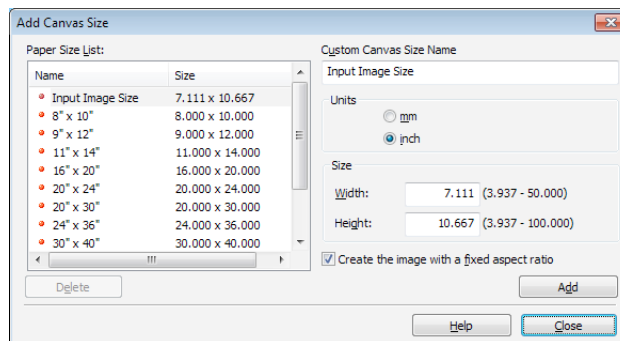 Add Canvas Size
Paper Size List:
Name Size
Input Image Size 7.111 x 10.667
8" x 10" 8.000 x 10.000
9" x 12" 9.000 x 12.000
11" x 14" 11.000 x 14.000
16" x 20" 16.000 x 20.000
20" x 24" 20.000 x 24.000
20" x 30" 20.000 x 30.000
24" x 36" 24.000 x 36.000
30" x 40" 30.000 x 40.000
Delete
Custom Canvas Size Name
Input Image Size
Units
mm
inch
Size
Width: 7.111 (3.937 - 50.000)
Height: 10.667 (3.937 - 100.000)
Create the image with a fixed aspect ratio
Add
Help Close